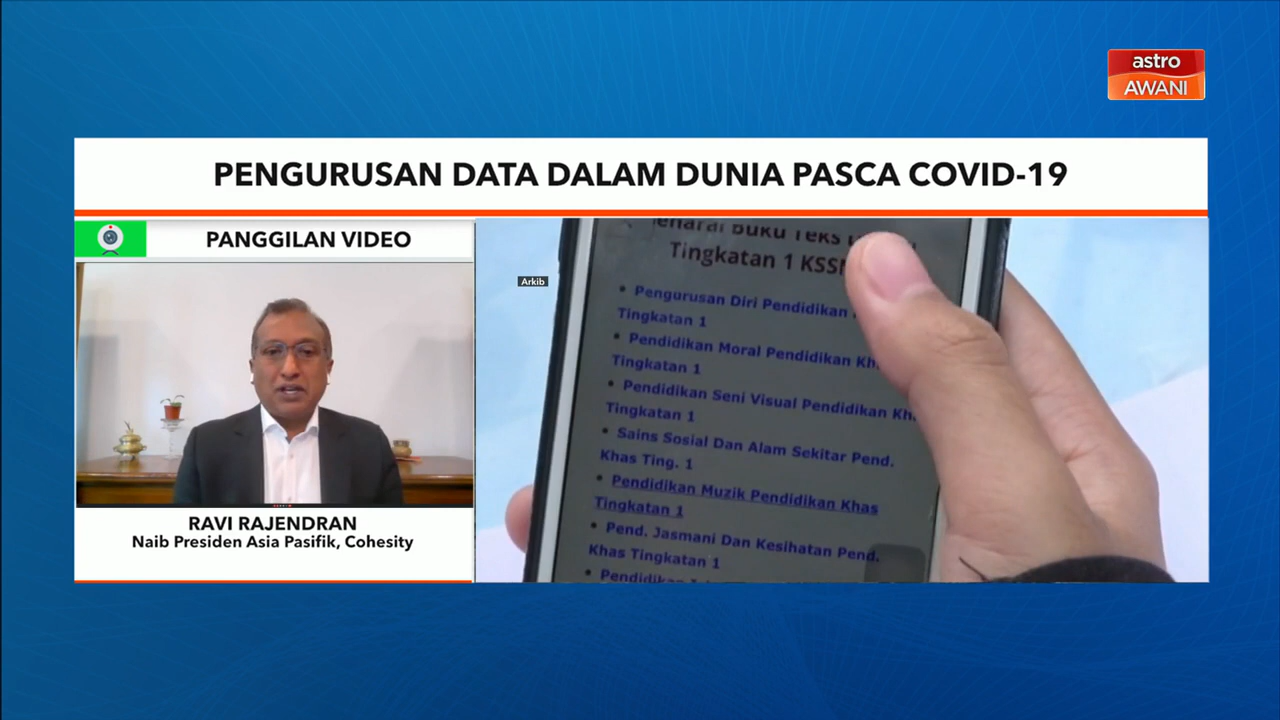 astro
AWANI
PENGURUSAN DATA DALAM DUNIA PASCA COVID-19
PANGGILAN VIDEO
RAVI RAJENDRAN
Naib Presiden Asia Pasifik, Cohesity
Arkib
Buku Teks
Tingkatan 1
Pengurusan Diri Pendidikan
Tingkatan 1
Pendidikan Moral Pendidikan
Tingkatan 1
Pendidikan Seni Visual Pendidikan
Tingkatan 1
Sains Sosial Dan Alam Sekitar Pend.
Khas Ting. 1
Pendidikan Muzik Pendidikan Khas
Tingkatan 1
Pend. Jasmani Dan Kesihatan Pend.
Khas Tingkatan 1
Pendidikan